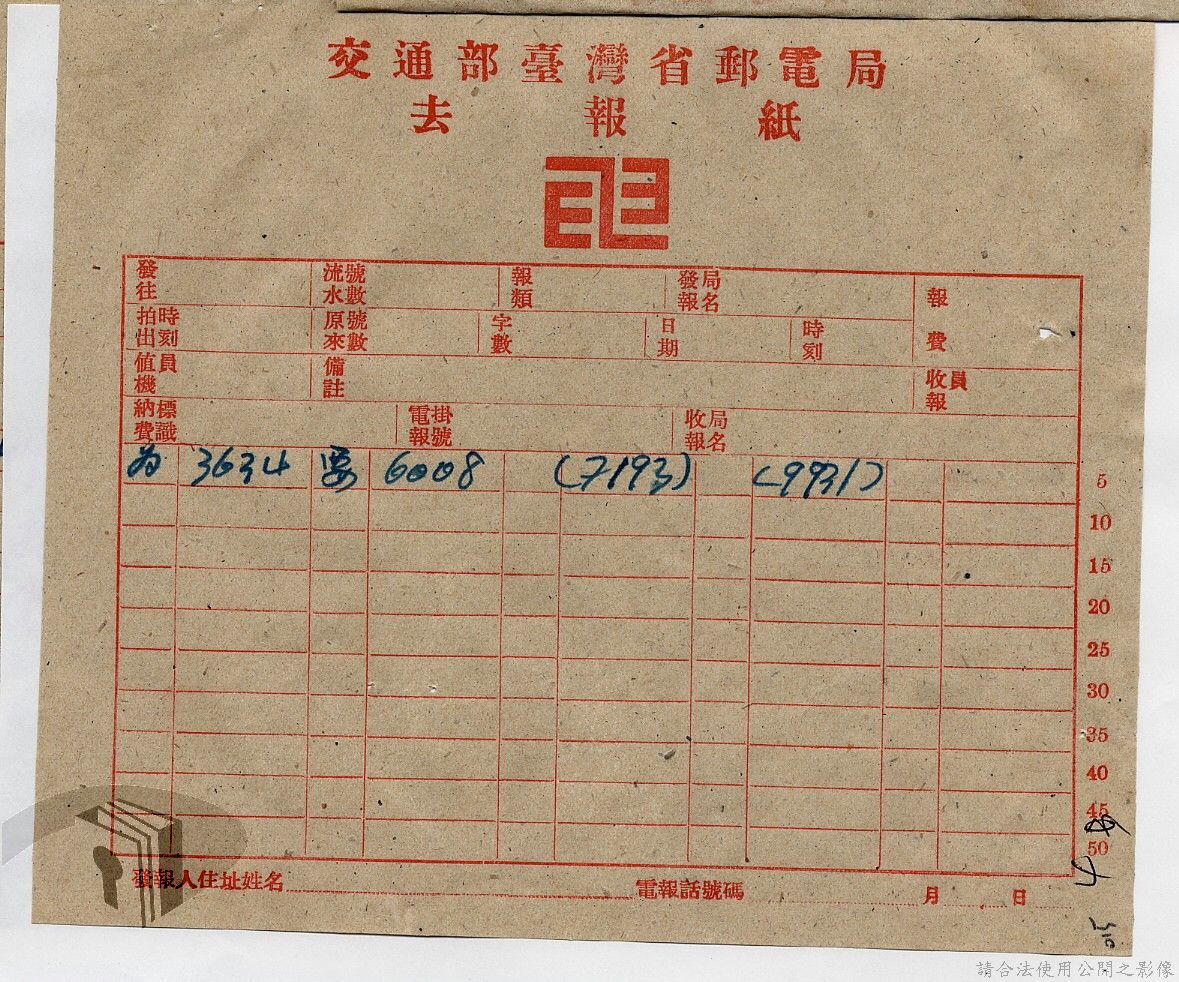 交通部臺灣省郵電局
去報紙
發往 流水號數 報類 發報局名 報費
拍出時刻 原來號數 字數 日期 時刻
值機員 備註 收報員
納費標識 電報掛號 收報局名
为 3634 要 6008 (7193) (9931) 5
10
15
20
25
30
35
40
45
50
發報人住址姓名 電報話號碼 月 日
請合法使用公開之影像